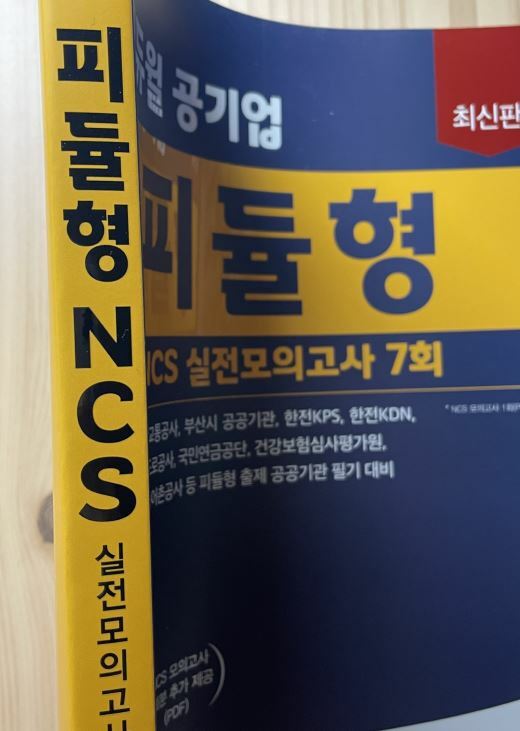 피듈형 NCS 실전모의고사
공기업
최신판
피듈형
NCS 실전모의고사 7회
교통공사, 부산시 공공기관, 한전KPS, 한전KDN,
도로공사, 국민연금공단, 건강보험심사평가원,
어촌공사 등 피듈형 출제 공공기관 필기 대비
* NCS 모의고사
모의고사
추가 제공
(PDF)